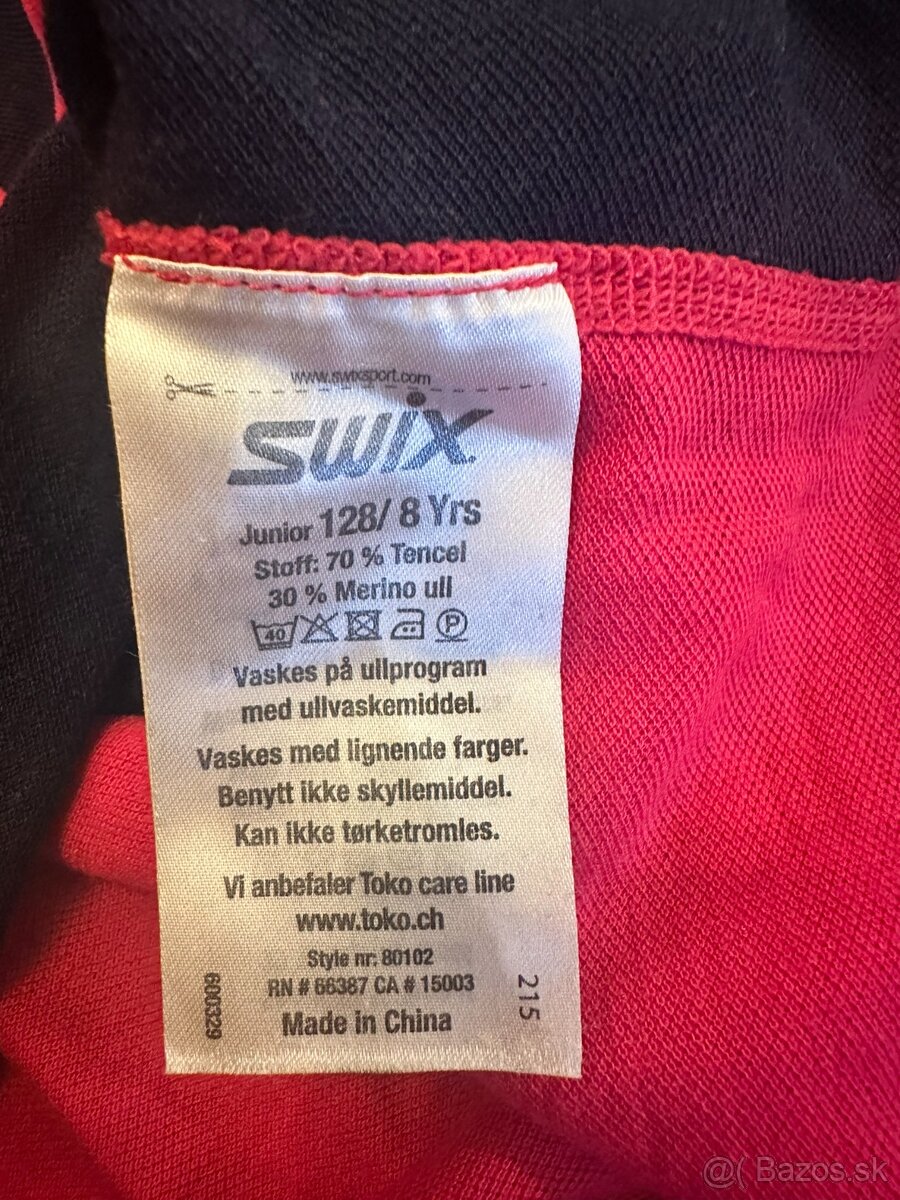 www.swixsport.com
SWiX
Junior 128/ 8 Yrs
Stoff: 70 % Tencel
30 % Merino ull
40 P
Vaskes på ullprogram
med ullvaskemiddel.
Vaskes med lignende farger.
Benytt ikke skyllemiddel.
Kan ikke tørketromles.
Vi anbefaler Toko care line
www.toko.ch
Style nr: 80102
RN # 66387 CA # 15003
Made in China
600329
215
@( Bazos.sk